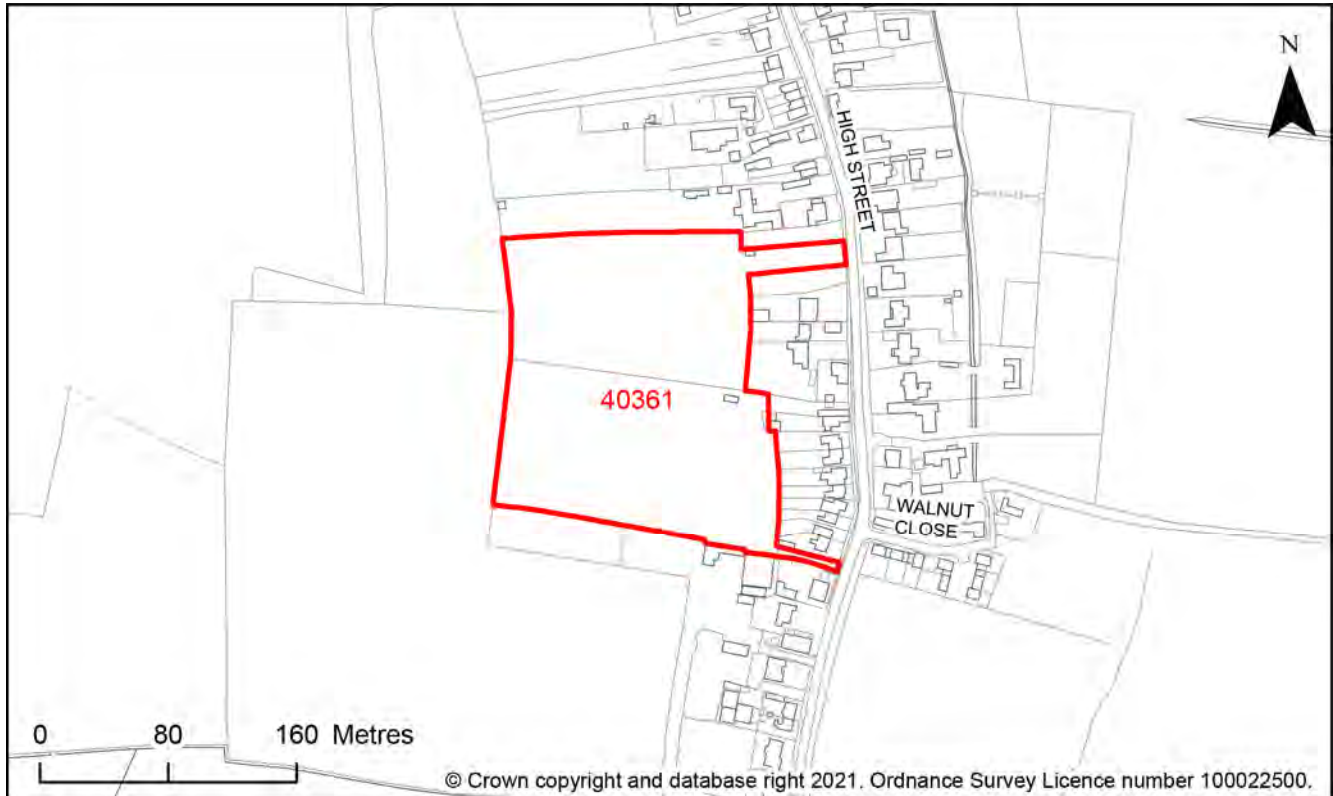 N
HIGH STREET
40361
WALNUT
CLOSE
0 80 160 Metres
© Crown copyright and database right 2021. Ordnance Survey Licence number 100022500.